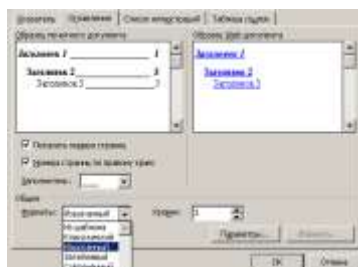 Указатель Оглавление Список иллюстраций Таблица ссылок
Образец печатного документа Образец Web-документа
Заголовок 1 1 Заголовок 1
Заголовок 2 3 Заголовок 2
Заголовок 3 5 Заголовок 3
Показать номера страниц
Номера страниц по правому краю
Заполнитель:
Общие
Форматы: Изысканный Уровни: 3
Из шаблона
Классический
Изысканный
Параметры... Изменить...
ОК Отмена